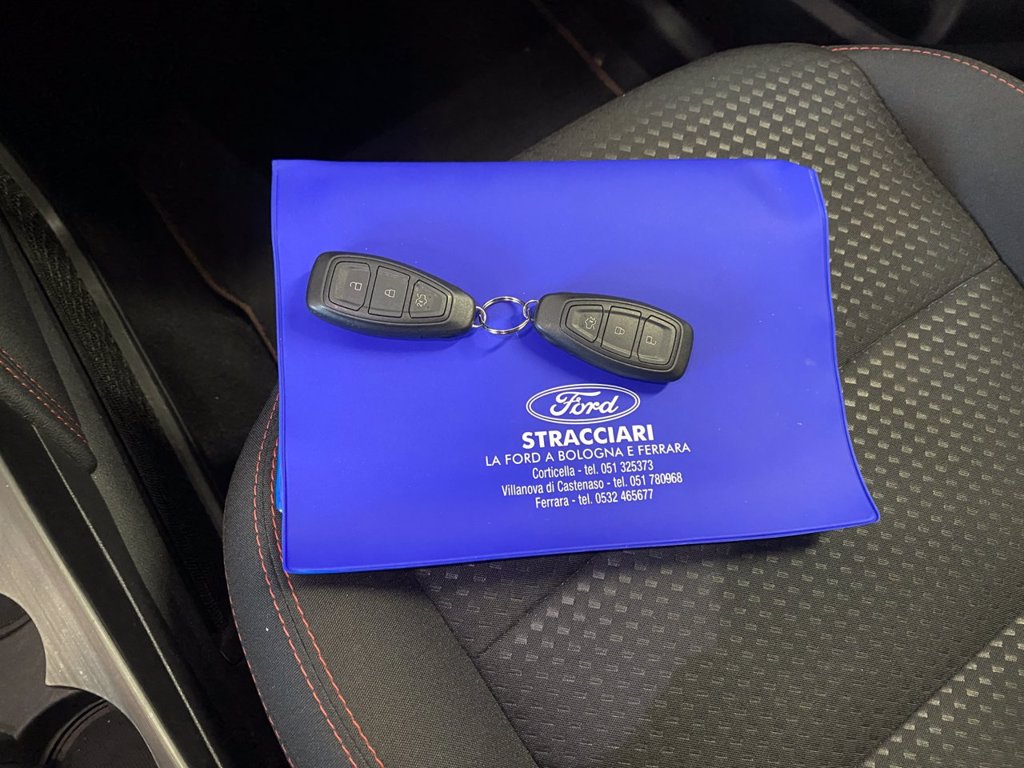 Ford
STRACCIARI
LA FORD A BOLOGNA E FERRARA
Corticella - tel. 051 325373
Villanova di Castenaso - tel. 051 780968
Ferrara - tel. 0532 465677